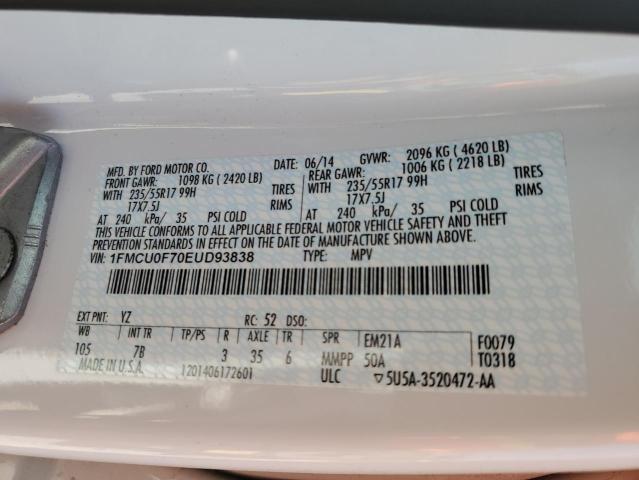 MFD. BY FORD MOTOR CO. DATE: 06/14 GVWR: 2096 KG ( 4620 LB)
FRONT GAWR: 1098 KG ( 2420 LB) REAR GAWR: 1006 KG ( 2218 LB)
WITH 235/55R17 99H TIRES WITH 235/55R17 99H TIRES
17X7.5J RIMS 17X7.5J RIMS
AT 240 kPa/ 35 PSI COLD AT 240 kPa/ 35 PSI COLD
THIS VEHICLE CONFORMS TO ALL APPLICABLE FEDERAL MOTOR VEHICLE SAFETY AND THEFT
PREVENTION STANDARDS IN EFFECT ON THE DATE OF MANUFACTURE SHOWN ABOVE.
VIN: 1FMCU0F70EUD93838 TYPE: MPV
EXT PNT: YZ RC: 52 DSO:
WB INT TR TP/PS R AXLE TR SPR EM21A F0079
105 7B 3 35 6 MMPP 50A T0318
MADE IN U.S.A. 1201406172601 ULC ▽5U5A-3520472-AA